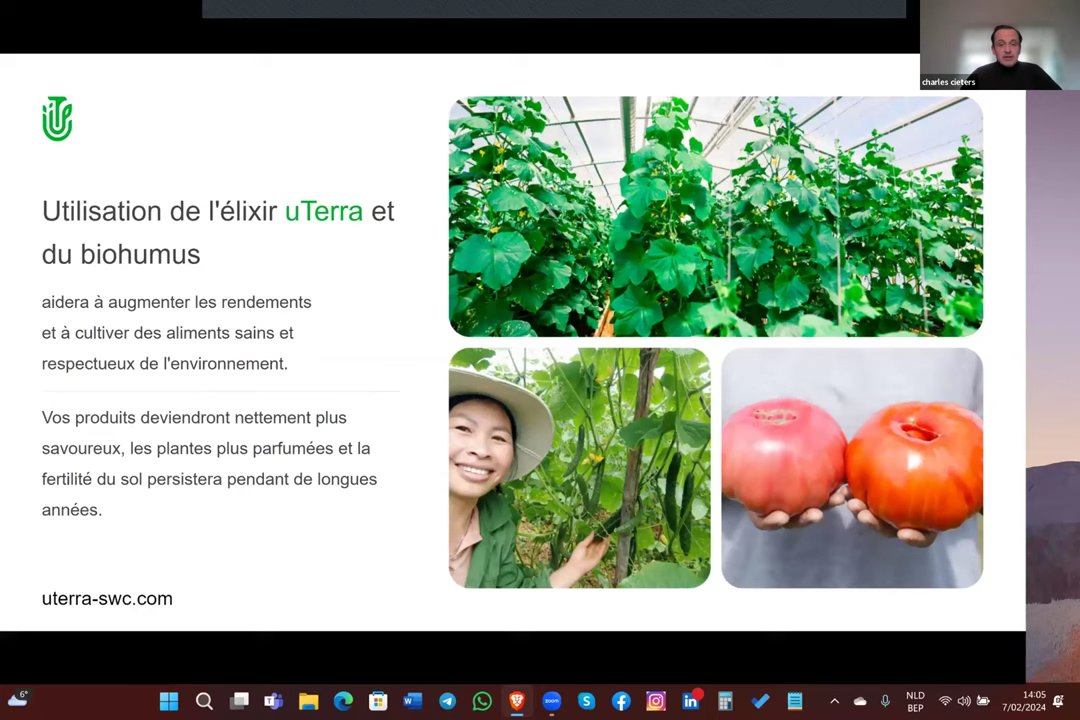 charles cieters
Utilisation de l'élixir uTerra et
du biohumus
aidera à augmenter les rendements
et à cultiver des aliments sains et
respectueux de l'environnement.
Vos produits deviendront nettement plus
savoureux, les plantes plus parfumées et la
fertilité du sol persistera pendant de longues
années.
uterra-swc.com
6°
zoom
NLD
BEP
14:05
7/02/2024